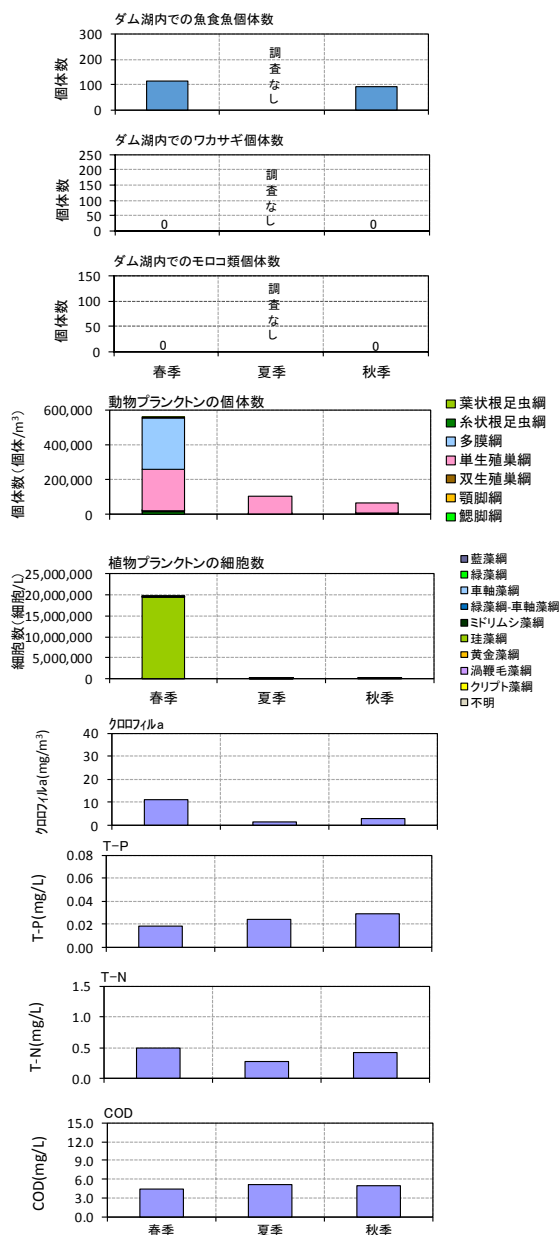 ダム湖内での魚食魚個体数
個体数
300
200
100
0
調査なし
ダム湖内でのワカサギ個体数
個体数
250
200
150
100
50
0
0
調査なし
0
ダム湖内でのモロコ類個体数
個体数
150
100
50
0
0
調査なし
0
春季 夏季 秋季
動物プランクトンの個体数
個体数(個体/m³)
600,000
400,000
200,000
0
葉状根足虫綱
糸状根足虫綱
多膜綱
単生殖巣綱
双生殖巣綱
顎脚綱
鰓脚綱
植物プランクトンの細胞数
細胞数(細胞/L)
25,000,000
20,000,000
15,000,000
10,000,000
5,000,000
0
春季 夏季 秋季
藍藻綱
緑藻綱
車軸藻綱
緑藻綱-車軸藻綱
ミドリムシ藻綱
珪藻綱
黄金藻綱
渦鞭毛藻綱
クリプト藻綱
不明
クロロフィルa
クロロフィルa(mg/m³)
40
30
20
10
0
T-P
T-P(mg/L)
0.08
0.06
0.04
0.02
0.00
T-N
T-N(mg/L)
1.5
1.0
0.5
0.0
COD
COD(mg/L)
15.0
12.0
9.0
6.0
3.0
0.0
春季 夏季 秋季